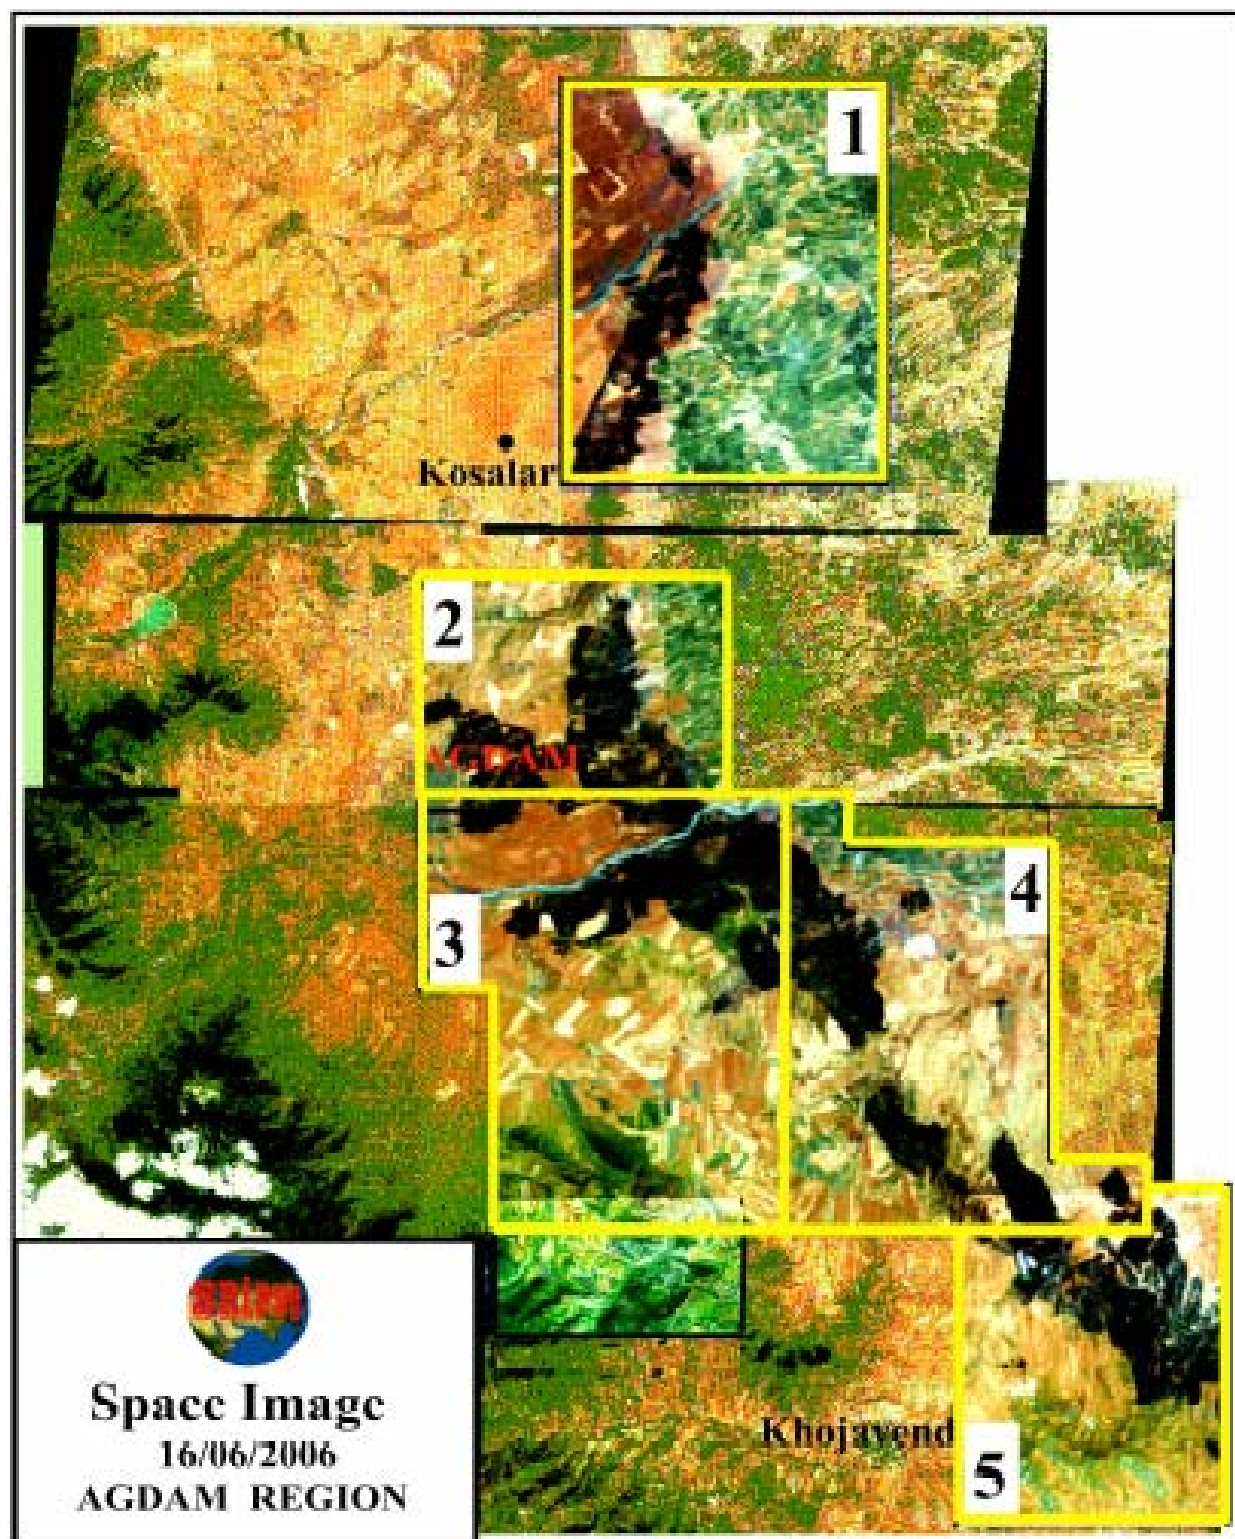 1
Kosalar
2
AGDAM
3
4
Khojavend
5
Space Image
16/06/2006
AGDAM REGION